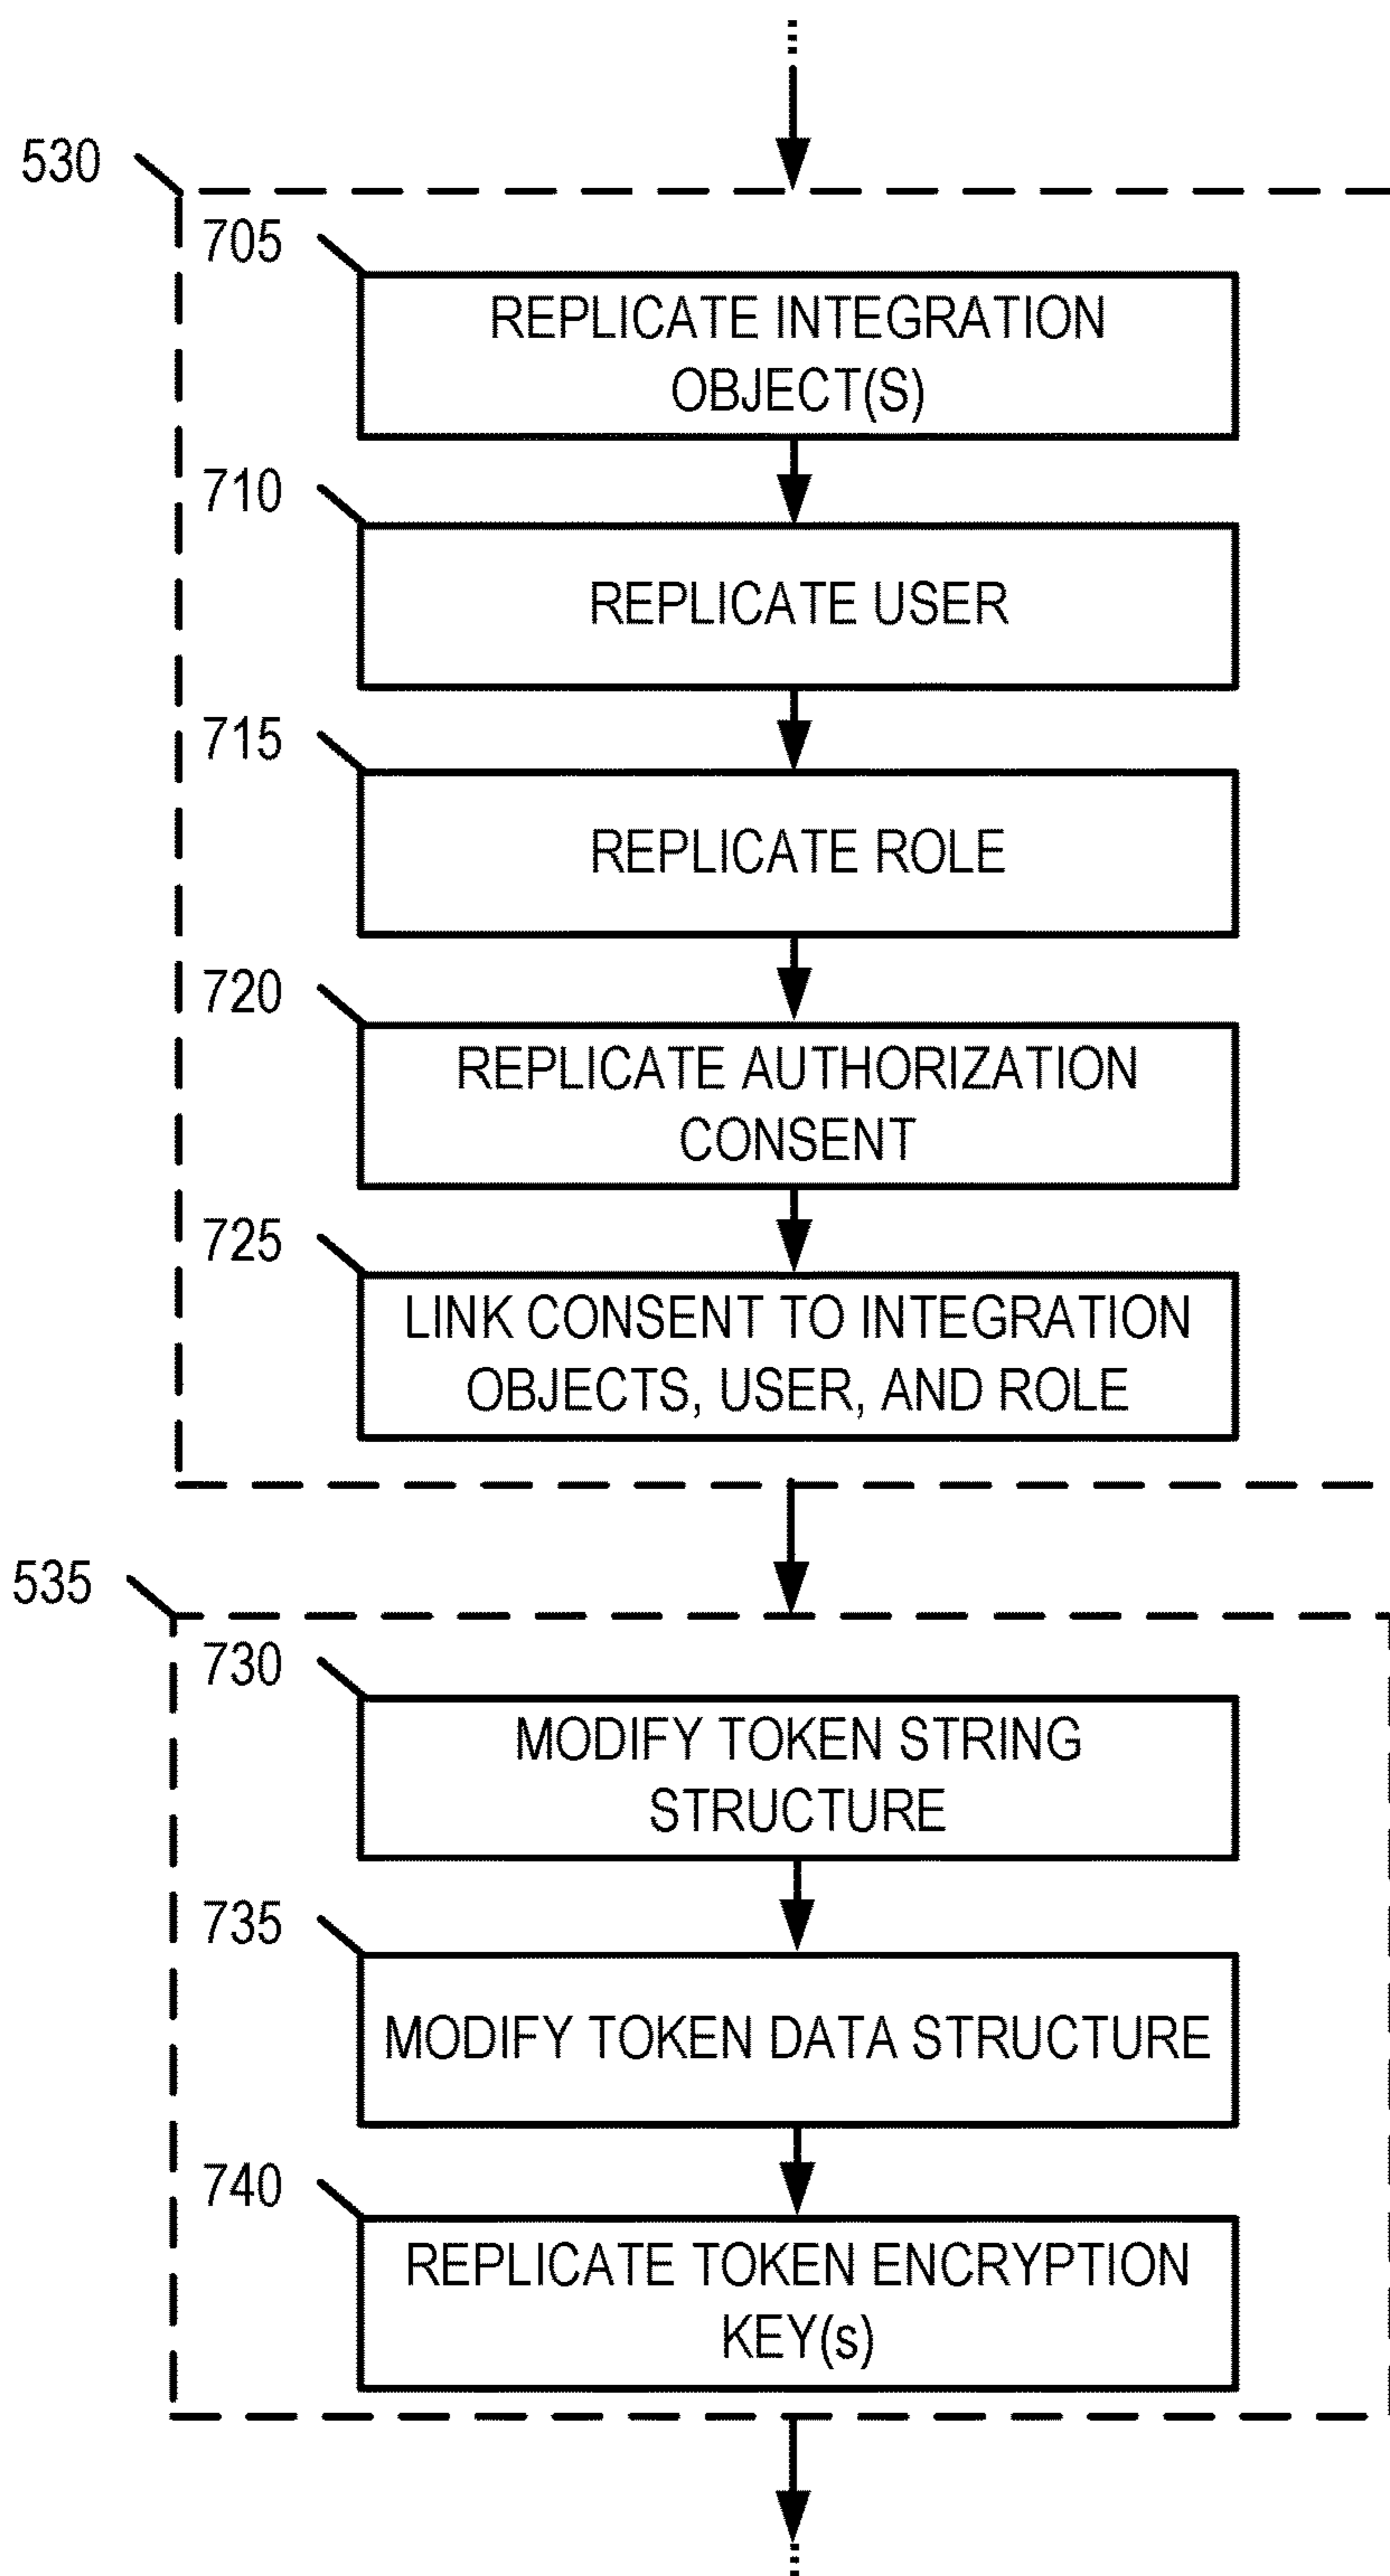 530
705
REPLICATE INTEGRATION
OBJECT(S)
710
REPLICATE USER
715
REPLICATE ROLE
720
REPLICATE AUTHORIZATION
CONSENT
725
LINK CONSENT TO INTEGRATION
OBJECTS, USER, AND ROLE
535
730
MODIFY TOKEN STRING
STRUCTURE
735
MODIFY TOKEN DATA STRUCTURE
740
REPLICATE TOKEN ENCRYPTION
KEY(s)